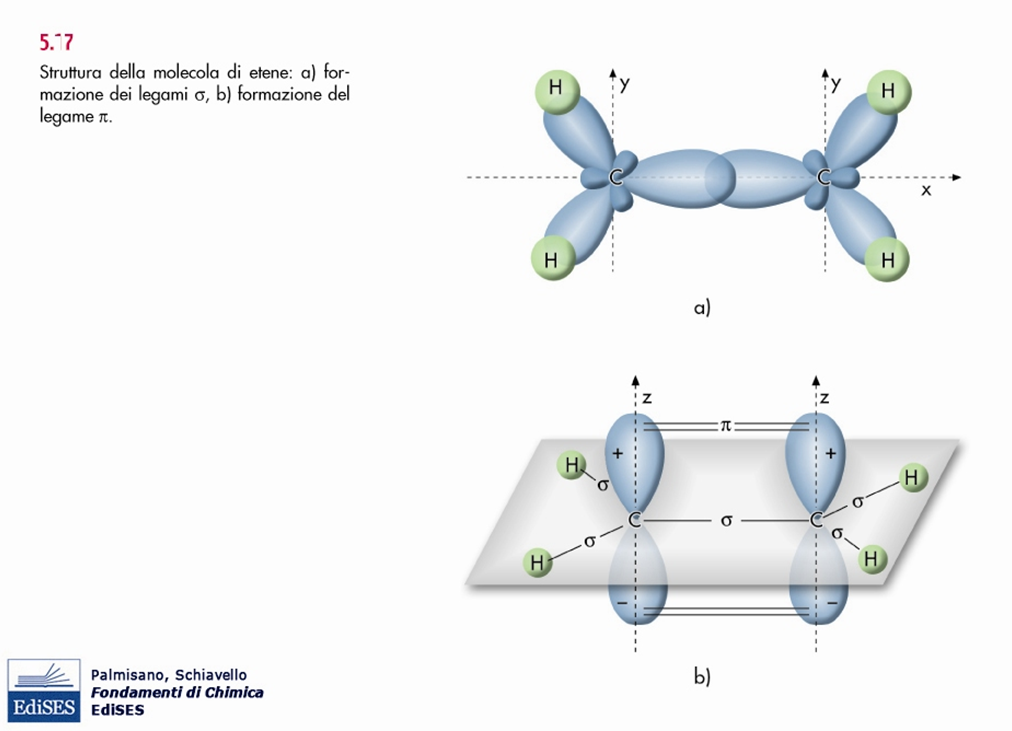 5.17
Struttura della molecola di etene: a) for-
mazione dei legami σ, b) formazione del
legame π.
H y y H
C C
x
H H
a)
z z
π
+ +
H H
σ σ
C σ C
σ σ
H H
− −
b)
Palmisano, Schiavello
Fondamenti di Chimica
EdiSES
EdiSES